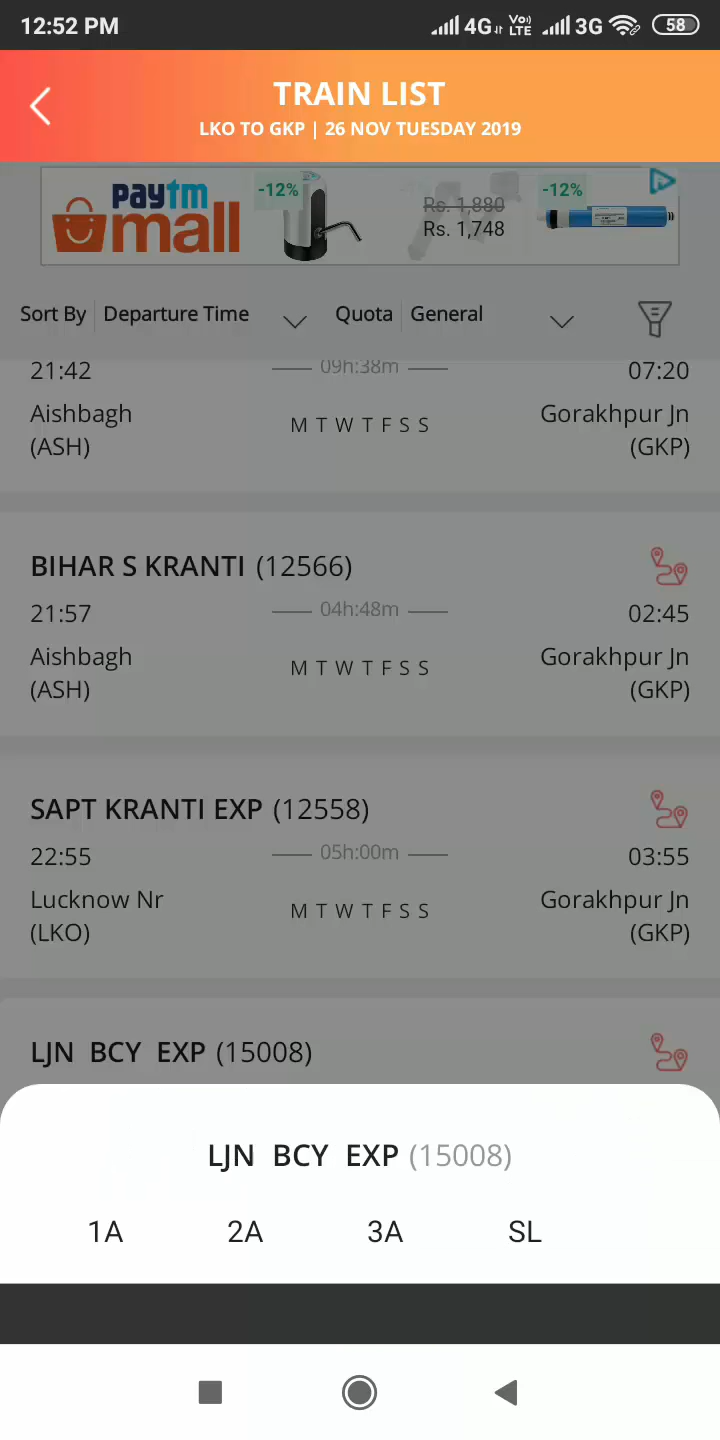 12:52 PM 4G Vo)) LTE 3G 58
TRAIN LIST
LKO TO GKP | 26 NOV TUESDAY 2019
paytm mall
-12%
Rs. 1,880
Rs. 1,748
-12%
Sort By Departure Time Quota General
21:42 09h:38m 07:20
Aishbagh (ASH) M T W T F S S Gorakhpur Jn (GKP)
BIHAR S KRANTI (12566)
21:57 04h:48m 02:45
Aishbagh (ASH) M T W T F S S Gorakhpur Jn (GKP)
SAPT KRANTI EXP (12558)
22:55 05h:00m 03:55
Lucknow Nr (LKO) M T W T F S S Gorakhpur Jn (GKP)
LJN BCY EXP (15008)
LJN BCY EXP (15008)
1A 2A 3A SL